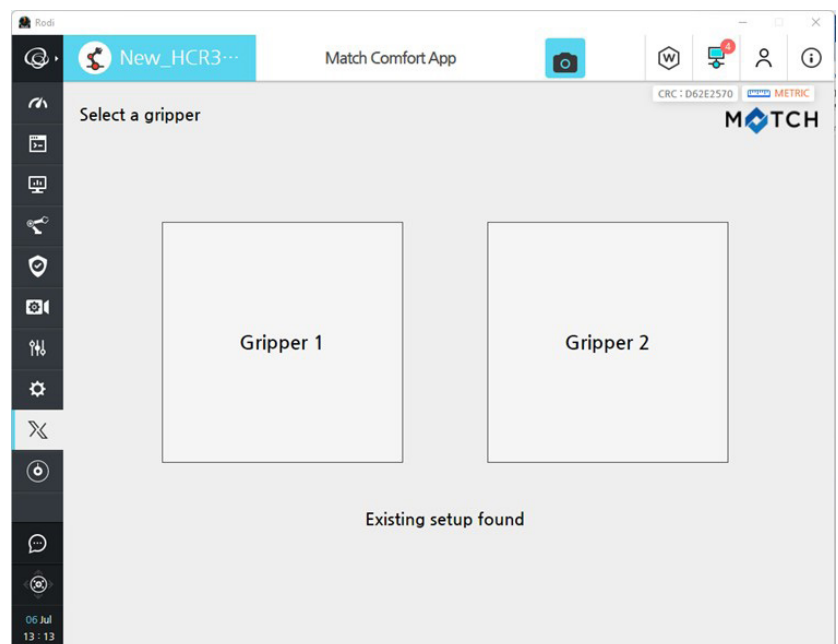 Rodi
New_HCR3…
Match Comfort App
W
4
CRC : D62E2570
METRIC
Select a gripper
MATCH
Gripper 1
Gripper 2
Existing setup found
06 Jul
13 : 13